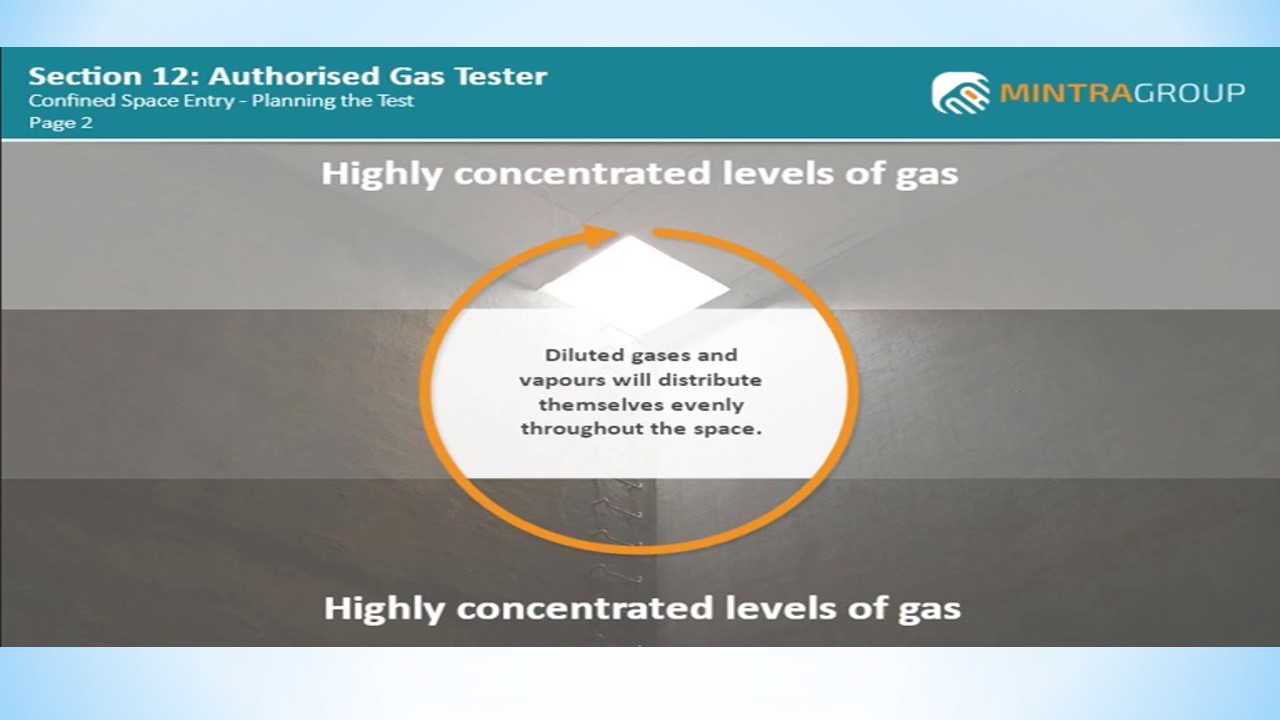 Section 12: Authorised Gas Tester
Confined Space Entry - Planning the Test
Page 2
MINTRAGROUP
Highly concentrated levels of gas
Diluted gases and
vapours will distribute
themselves evenly
throughout the space.
Highly concentrated levels of gas